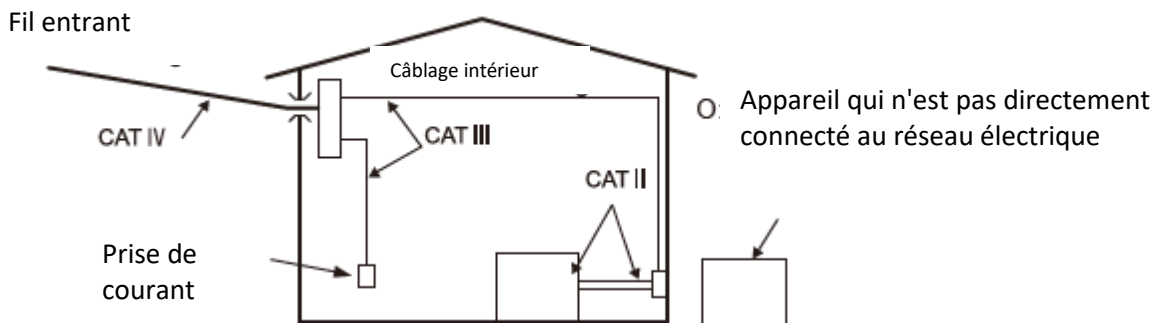 Fil entrant
Câblage intérieur
Appareil qui n'est pas directement
connecté au réseau électrique
CAT IV
CAT III
CAT II
Prise de
courant